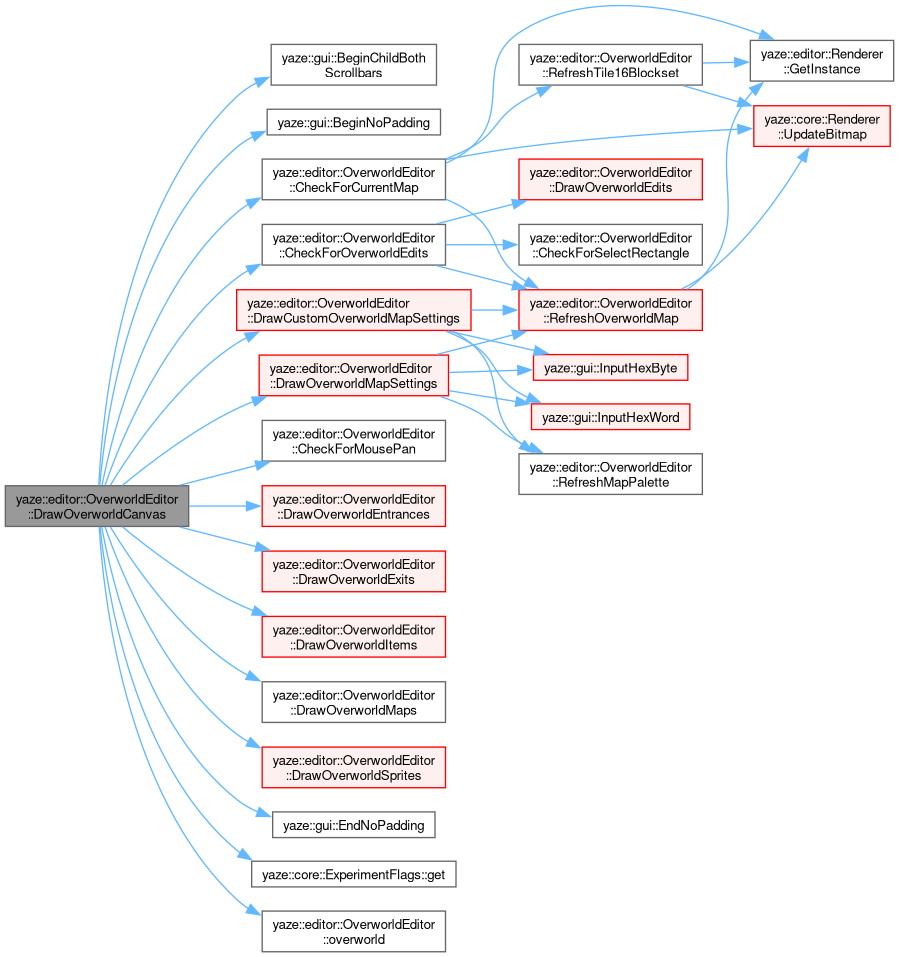 yaze::editor::OverworldEditor
::DrawOverworldCanvas
yaze::gui::BeginChildBoth
Scrollbars
yaze::gui::BeginNoPadding
yaze::editor::OverworldEditor
::CheckForCurrentMap
yaze::editor::OverworldEditor
::CheckForOverworldEdits
yaze::editor::OverworldEditor
::DrawCustomOverworldMapSettings
yaze::editor::OverworldEditor
::DrawOverworldMapSettings
yaze::editor::OverworldEditor
::CheckForMousePan
yaze::editor::OverworldEditor
::DrawOverworldEntrances
yaze::editor::OverworldEditor
::DrawOverworldExits
yaze::editor::OverworldEditor
::DrawOverworldItems
yaze::editor::OverworldEditor
::DrawOverworldMaps
yaze::editor::OverworldEditor
::DrawOverworldSprites
yaze::gui::EndNoPadding
yaze::core::ExperimentFlags::get
yaze::editor::OverworldEditor
::overworld
yaze::editor::OverworldEditor
::RefreshTile16Blockset
yaze::editor::OverworldEditor
::DrawOverworldEdits
yaze::editor::OverworldEditor
::CheckForSelectRectangle
yaze::editor::OverworldEditor
::RefreshOverworldMap
yaze::gui::InputHexByte
yaze::gui::InputHexWord
yaze::editor::OverworldEditor
::RefreshMapPalette
yaze::editor::Renderer
::GetInstance
yaze::core::Renderer
::UpdateBitmap